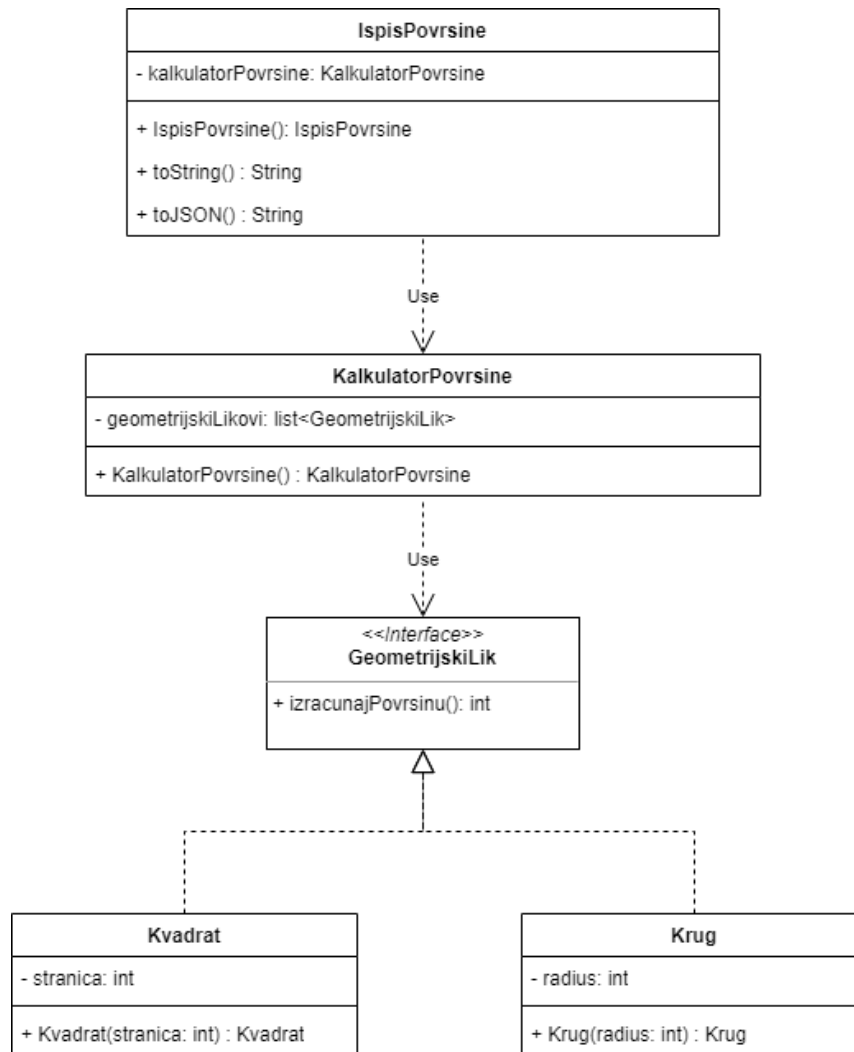 IspisPovrsine
- kalkulatorPovrsine: KalkulatorPovrsine
+ IspisPovrsine(): IspisPovrsine
+ toString() : String
+ toJSON() : String
Use
KalkulatorPovrsine
- geometrijskiLikovi: list<GeometrijskiLik>
+ KalkulatorPovrsine() : KalkulatorPovrsine
Use
<<Interface>>
GeometrijskiLik
+ izracunajPovrsinu(): int
Kvadrat
- stranica: int
+ Kvadrat(stranica: int) : Kvadrat
Krug
- radius: int
+ Krug(radius: int) : Krug